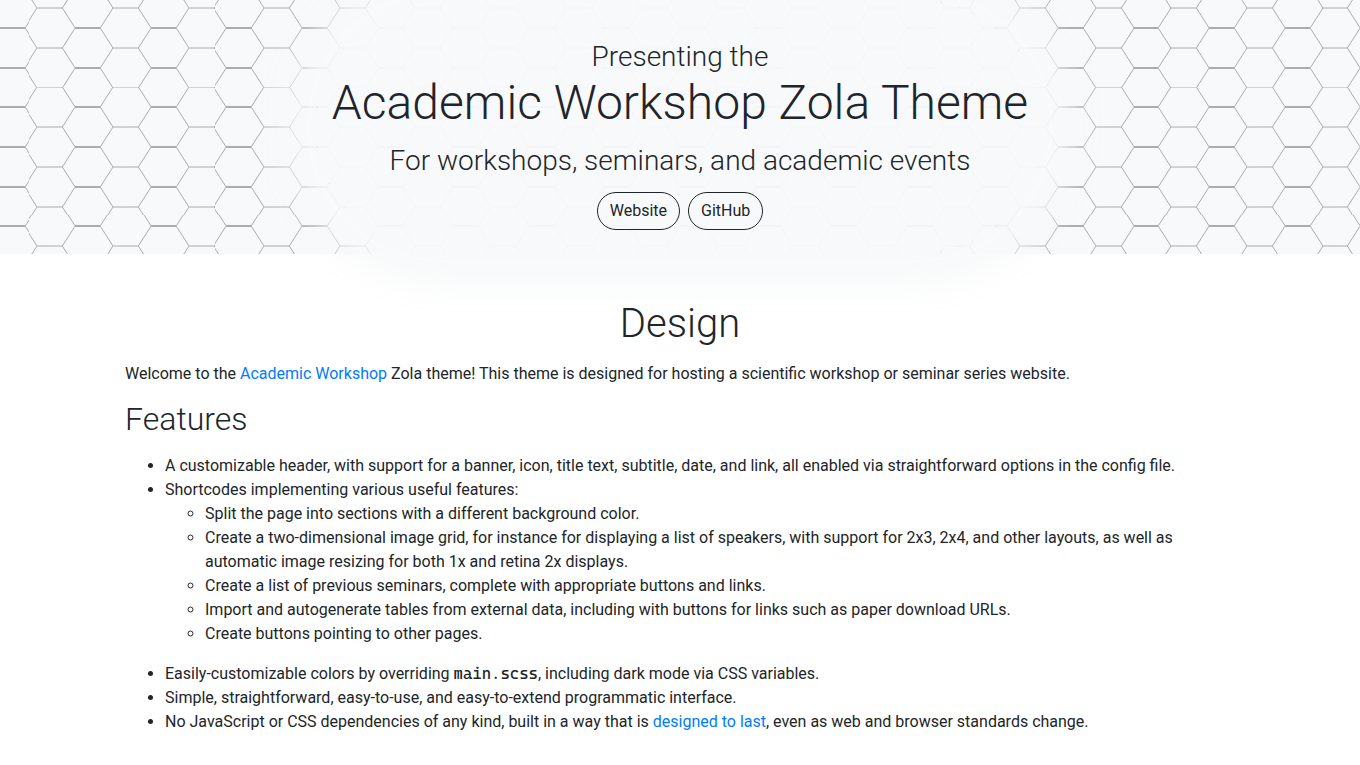 Presenting the
Academic Workshop Zola Theme
For workshops, seminars, and academic events
Website GitHub
Design
Welcome to the Academic Workshop Zola theme! This theme is designed for hosting a scientific workshop or seminar series website.
Features
• A customizable header, with support for a banner, icon, title text, subtitle, date, and link, all enabled via straightforward options in the config file.
• Shortcodes implementing various useful features:
◦ Split the page into sections with a different background color.
◦ Create a two-dimensional image grid, for instance for displaying a list of speakers, with support for 2x3, 2x4, and other layouts, as well as
automatic image resizing for both 1x and retina 2x displays.
◦ Create a list of previous seminars, complete with appropriate buttons and links.
◦ Import and autogenerate tables from external data, including with buttons for links such as paper download URLs.
◦ Create buttons pointing to other pages.
• Easily-customizable colors by overriding main.scss, including dark mode via CSS variables.
• Simple, straightforward, easy-to-use, and easy-to-extend programmatic interface.
• No JavaScript or CSS dependencies of any kind, built in a way that is designed to last, even as web and browser standards change.